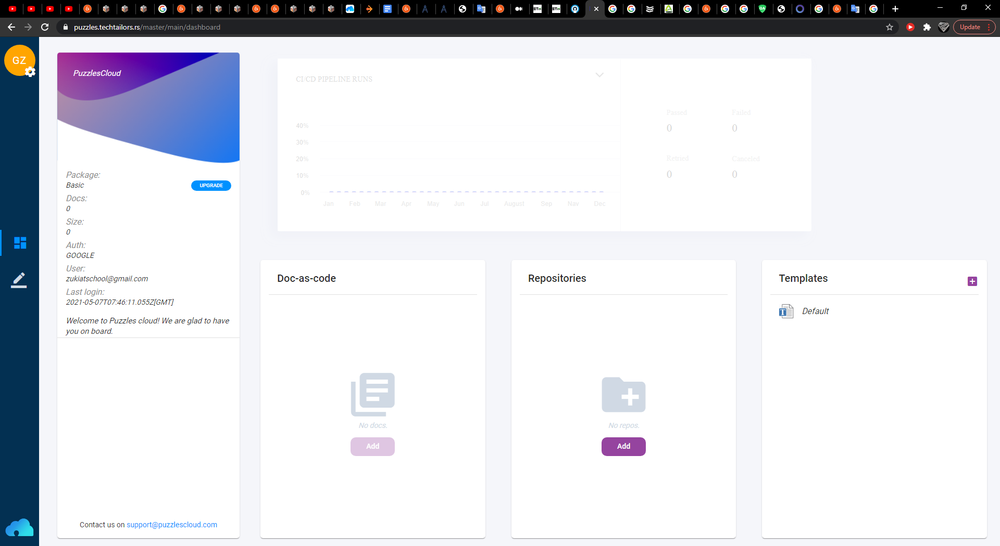 puzzles.techtailors.rs/master/main/dashboard
Update
GZ
PuzzlesCloud
Package:
Basic
UPGRADE
Docs:
0
Size:
0
Auth:
GOOGLE
User:
zukiatschool@gmail.com
Last login:
2021-05-07T07:46:11.055Z[GMT]
Welcome to Puzzles cloud! We are glad to have
you on board.
Contact us on support@puzzlescloud.com
CI/CD PIPELINE RUNS
40%
30%
20%
10%
0%
Jan Feb Mar Apr May Jun Jul August Sep Nav Dec
Passed Failed
0 0
Retried Canceled
0 0
Doc-as-code
No docs.
Add
Repositories
No repos.
Add
Templates
Default